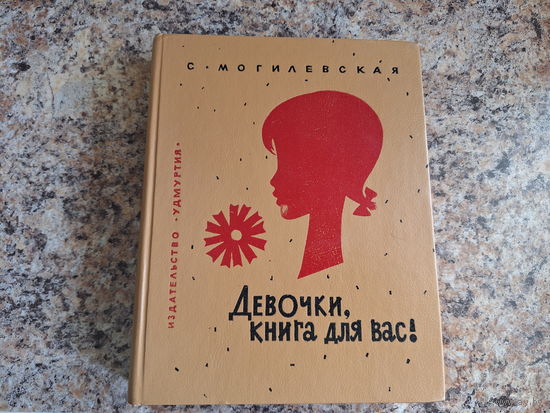 С. МОГИЛЕВСКАЯ
ИЗДАТЕЛЬСТВО «УДМУРТИЯ»
ДЕВОЧКИ,
КНИГА ДЛЯ ВАС!